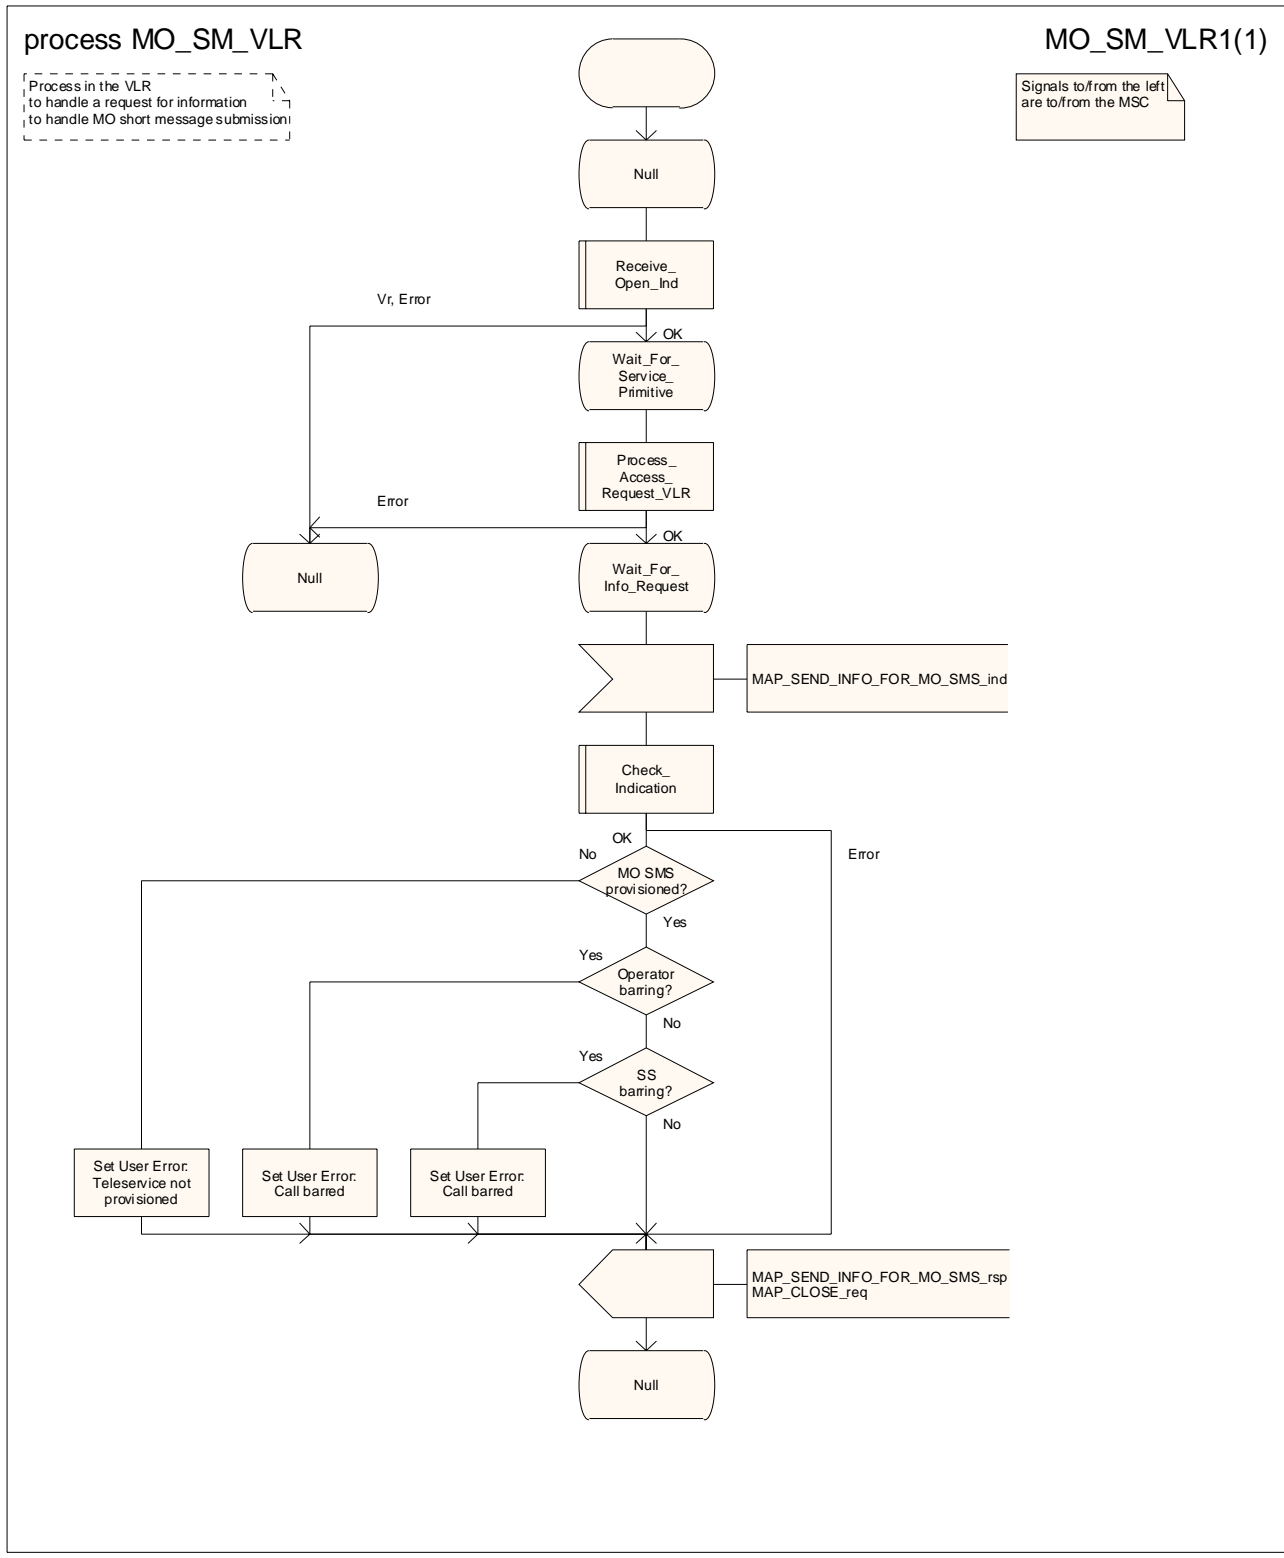 process MO_SM_VLR
MO_SM_VLR1(1)
Process in the VLR
to handle a request for information
to handle MO short message submission
Signals to/from the left
are to/from the MSC
Null
Receive_
Open_Ind
Vr, Error
OK
Wait_For_
Service_
Primitive
Process_
Access_
Request_VLR
Error
OK
Null
Wait_For_
Info_Request
MAP_SEND_INFO_FOR_MO_SMS_ind
Check_
Indication
OK
Error
No
MO SMS
provisioned?
Yes
Yes
Operator
barring?
No
Yes
SS
barring?
No
Set User Error:
Teleservice not
provisioned
Set User Error:
Call barred
Set User Error:
Call barred
MAP_SEND_INFO_FOR_MO_SMS_rsp
MAP_CLOSE_req
Null